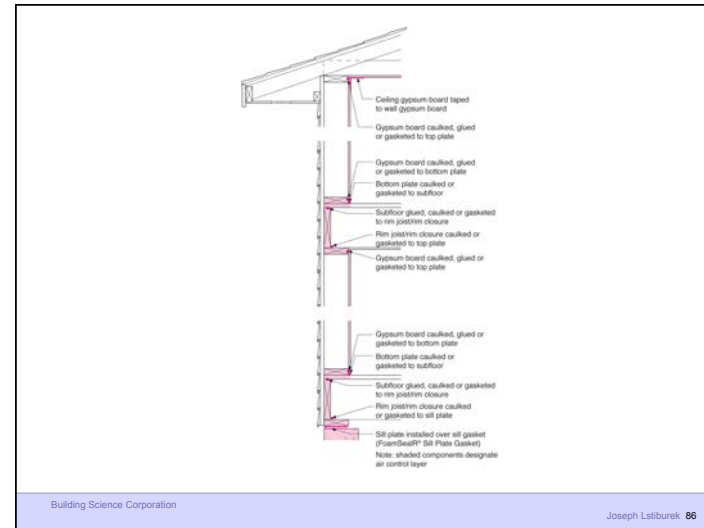 Ceiling gypsum board taped
to wall gypsum board
Gypsum board caulked, glued
or gasketed to top plate
Gypsum board caulked, glued
or gasketed to bottom plate
Bottom plate caulked or
gasketed to subfloor
Subfloor glued, caulked or gasketed
to rim joist/rim closure
Rim joist/rim closure caulked or
gasketed to top plate
Gypsum board caulked, glued or
gasketed to top plate
Gypsum board caulked, glued or
gasketed to bottom plate
Bottom plate caulked or
gasketed to subfloor
Subfloor glued, caulked or gasketed
to rim joist/rim closure
Rim joist/rim closure caulked
or gasketed to sill plate
Sill plate installed over sill gasket
(FoamSealR® Sill Plate Gasket)
Note: shaded components designate
air control layer
Building Science Corporation
Joseph Lstiburek 86